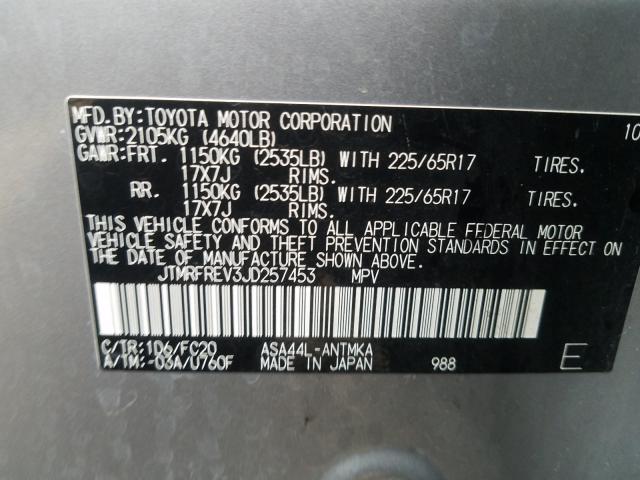 MFD.BY:TOYOTA MOTOR CORPORATION 10
GVWR:2105KG (4640LB)
GAWR:FRT. 1150KG (2535LB) WITH 225/65R17 TIRES.
17X7J RIMS.
RR. 1150KG (2535LB) WITH 225/65R17 TIRES.
17X7J RIMS.
THIS VEHICLE CONFORMS TO ALL APPLICABLE FEDERAL MOTOR
VEHICLE SAFETY AND THEFT PREVENTION STANDARDS IN EFFECT ON
THE DATE OF MANUFACTURE SHOWN ABOVE.
JTMRFREV3JD257453 MPV
C/TR:1D6/FC20 ASA44L-ANTMKA
A/TM:-03A/U760F MADE IN JAPAN 988 E